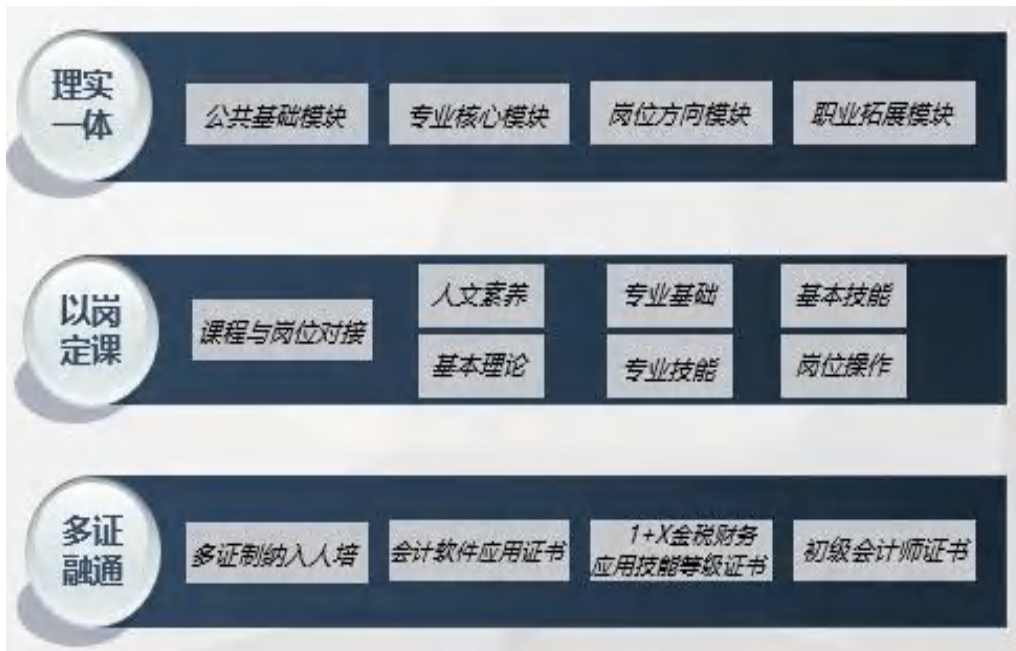 理实
一体
公共基础模块
专业核心模块
岗位方向模块
职业拓展模块
以岗
定课
课程与岗位对接
人文素养
专业基础
基本技能
基本理论
专业技能
岗位操作
多证
融通
多证制纳入人培
会计软件应用证书
1+X金税财务
应用技能等级证书
初级会计师证书